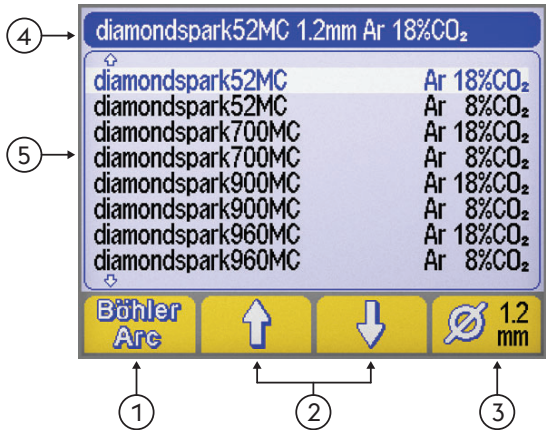 4
diamondspark52MC 1.2mm Ar 18%CO₂
5
diamondspark52MC Ar 18%CO₂
diamondspark52MC Ar 8%CO₂
diamondspark700MC Ar 18%CO₂
diamondspark700MC Ar 8%CO₂
diamondspark900MC Ar 18%CO₂
diamondspark900MC Ar 8%CO₂
diamondspark960MC Ar 18%CO₂
diamondspark960MC Ar 8%CO₂
Böhler
Arc
Ø 1.2
mm
1
2
3